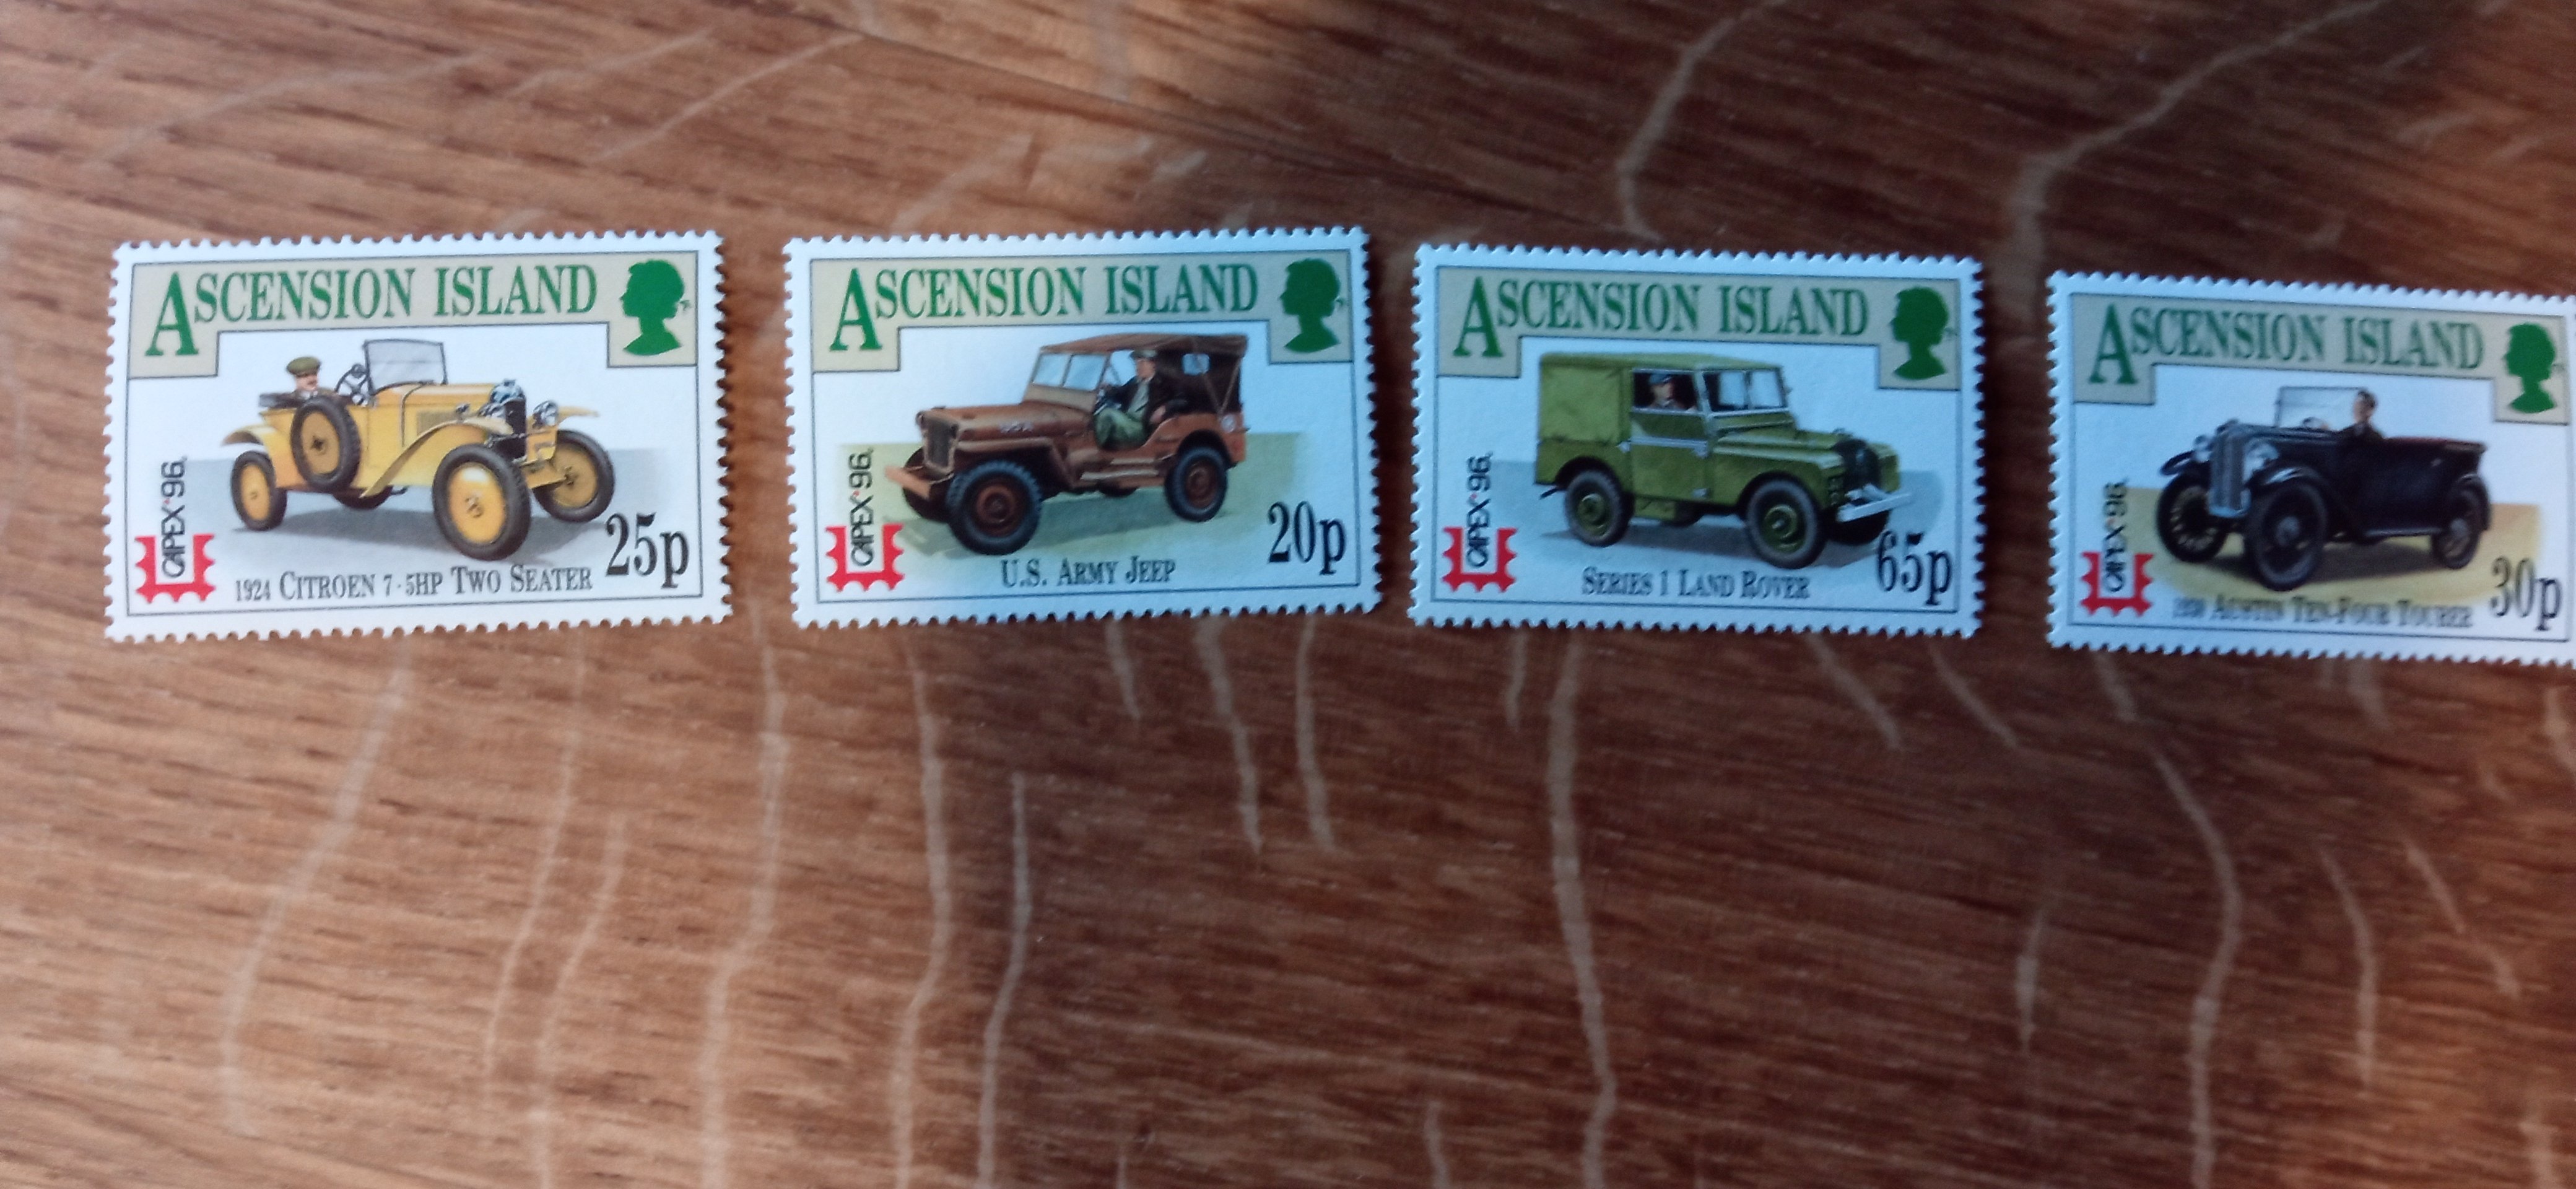 ASCENSION ISLAND
CAPEX'96.
1924 CITROEN 7·5HP TWO SEATER
25p
ASCENSION ISLAND
CAPEX'96.
U.S. ARMY JEEP
20p
ASCENSION ISLAND
CAPEX'96.
SERIES 1 LAND ROVER
65p
ASCENSION ISLAND
CAPEX'96.
AUSTIN TEN-FOUR TOURER
30p